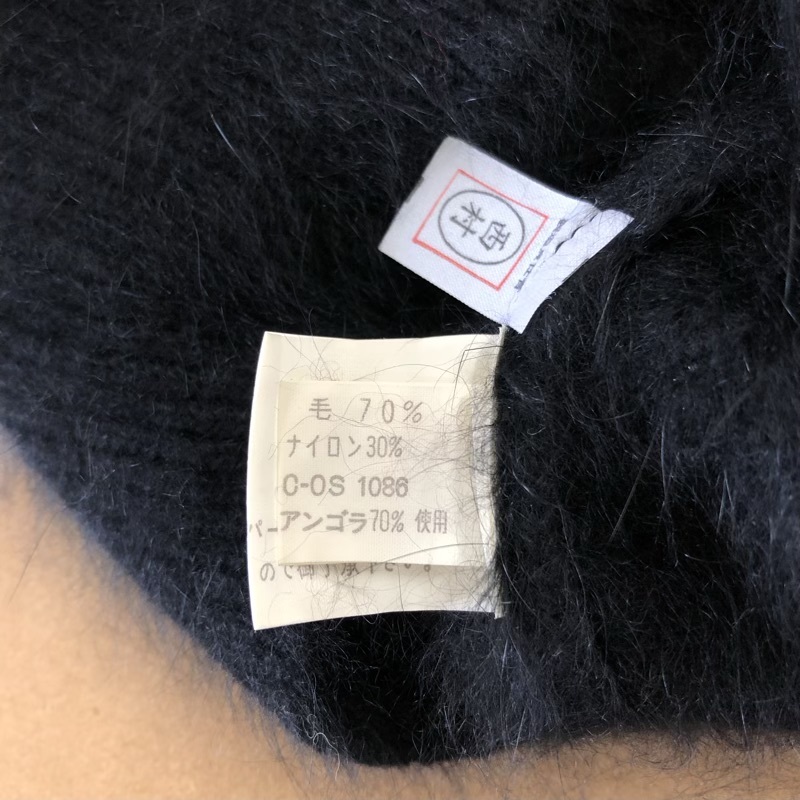 西村
毛 70%
ナイロン30%
C-OS 1086
アンゴラ70% 使用